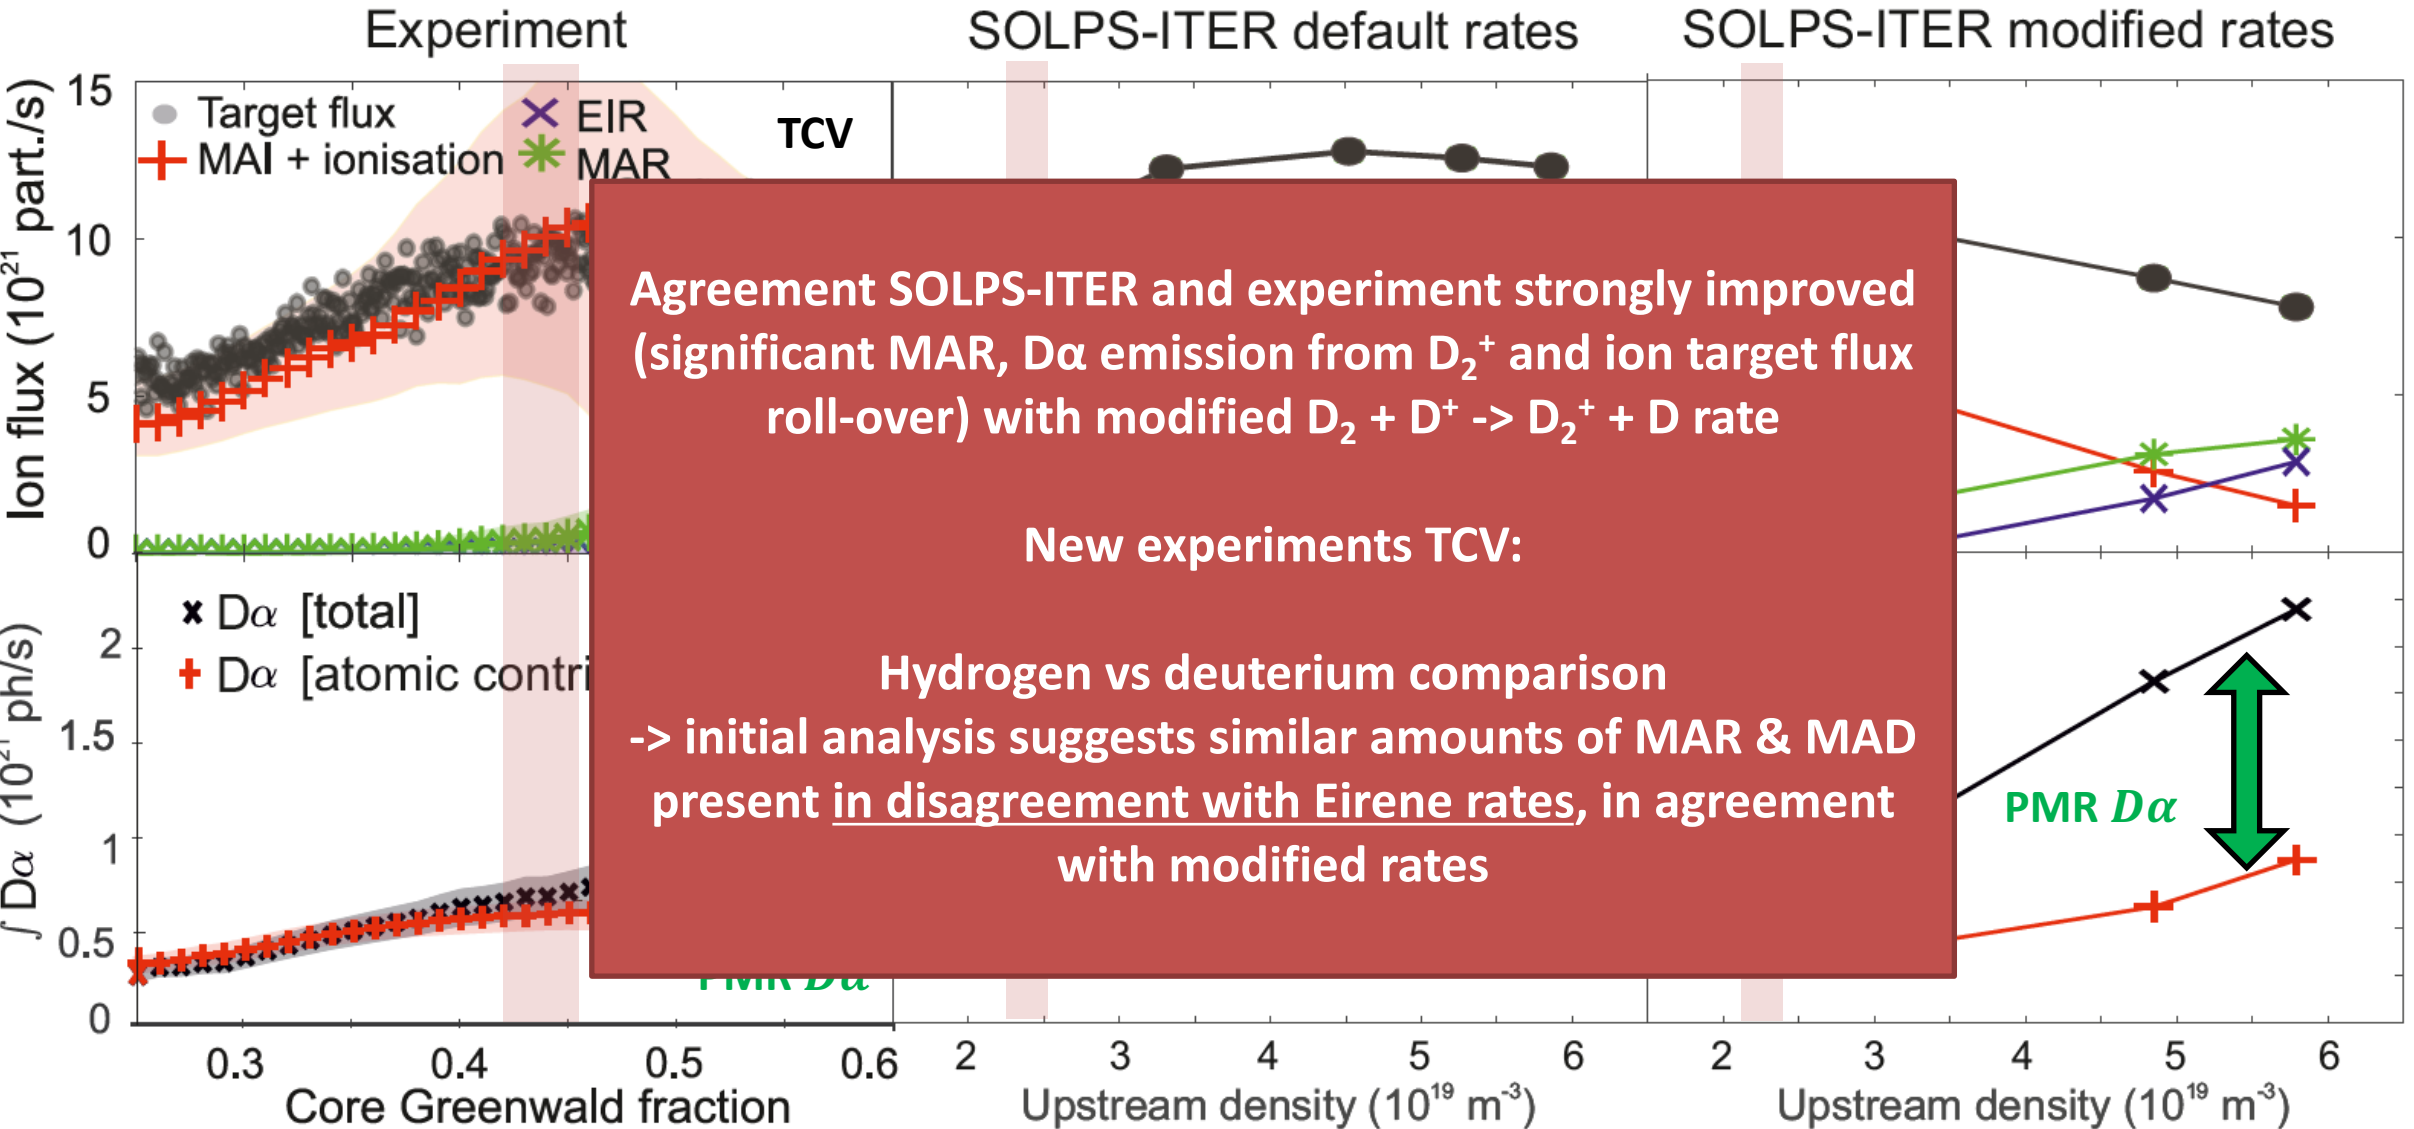 Experiment
SOLPS-ITER default rates
SOLPS-ITER modified rates
Ion flux (10²¹ part./s)
15
10
5
0
Target flux
MAI + ionisation
EIR
MAR
TCV
Agreement SOLPS-ITER and experiment strongly improved
(significant MAR, Dα emission from D₂⁺ and ion target flux
roll-over) with modified D₂ + D⁺ -> D₂⁺ + D rate
New experiments TCV:
Hydrogen vs deuterium comparison
-> initial analysis suggests similar amounts of MAR & MAD
present in disagreement with Eirene rates, in agreement
with modified rates
∫Dα (10²¹ ph/s)
2
1.5
1
0.5
0
Dα [total]
Dα [atomic contri
PMR Dα
PMR Dα
0.3 0.4 0.5 0.6
Core Greenwald fraction
2 3 4 5 6
Upstream density (10¹⁹ m⁻³)
2 3 4 5 6
Upstream density (10¹⁹ m⁻³)